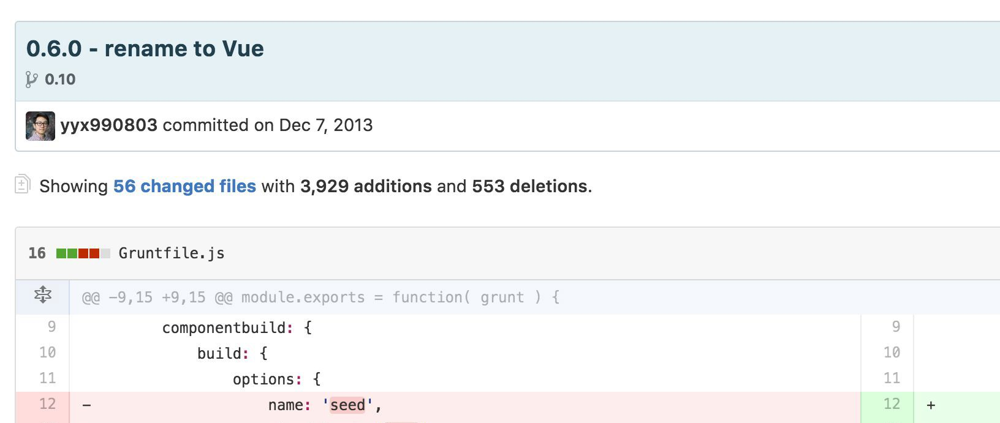 0.6.0 - rename to Vue
0.10
yyx990803 committed on Dec 7, 2013
Showing 56 changed files with 3,929 additions and 553 deletions.
16 Gruntfile.js
@@ -9,15 +9,15 @@ module.exports = function( grunt ) {
9 componentbuild: { 9
10 build: { 10
11 options: { 11
12 - name: 'seed', 12 +